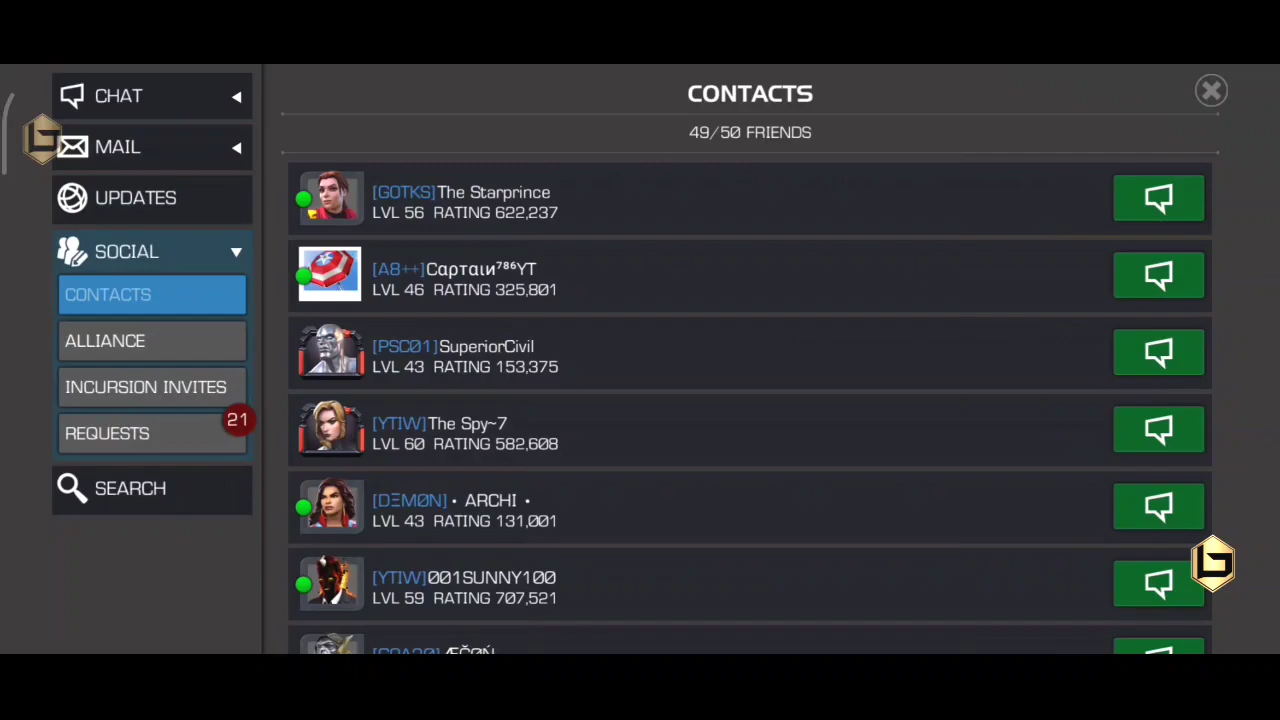 CHAT
MAIL
UPDATES
SOCIAL
CONTACTS
ALLIANCE
INCURSION INVITES
21
REQUESTS
SEARCH
CONTACTS
49/50 FRIENDS
[GOTKS]The Starprince
LVL 56 RATING 622,237
[A8++]Cαρταιи⁷⁸⁶YT
LVL 46 RATING 325,801
[PSC01]SuperiorCivil
LVL 43 RATING 153,375
[YTIW]The Spy~7
LVL 60 RATING 582,608
[DΞMØN]• ARCHI •
LVL 43 RATING 131,001
[YTIW]001SUNNY100
LVL 59 RATING 707,521